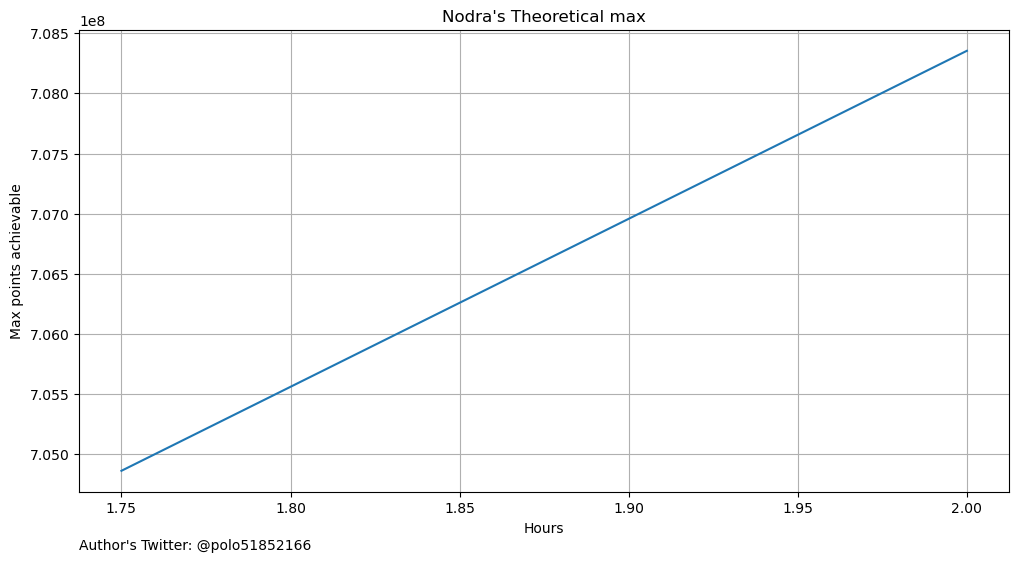 Nodra's Theoretical max
1e8
7.085
7.080
7.075
7.070
7.065
7.060
7.055
7.050
Max points achievable
1.75 1.80 1.85 1.90 1.95 2.00
Hours
Author's Twitter: @polo51852166